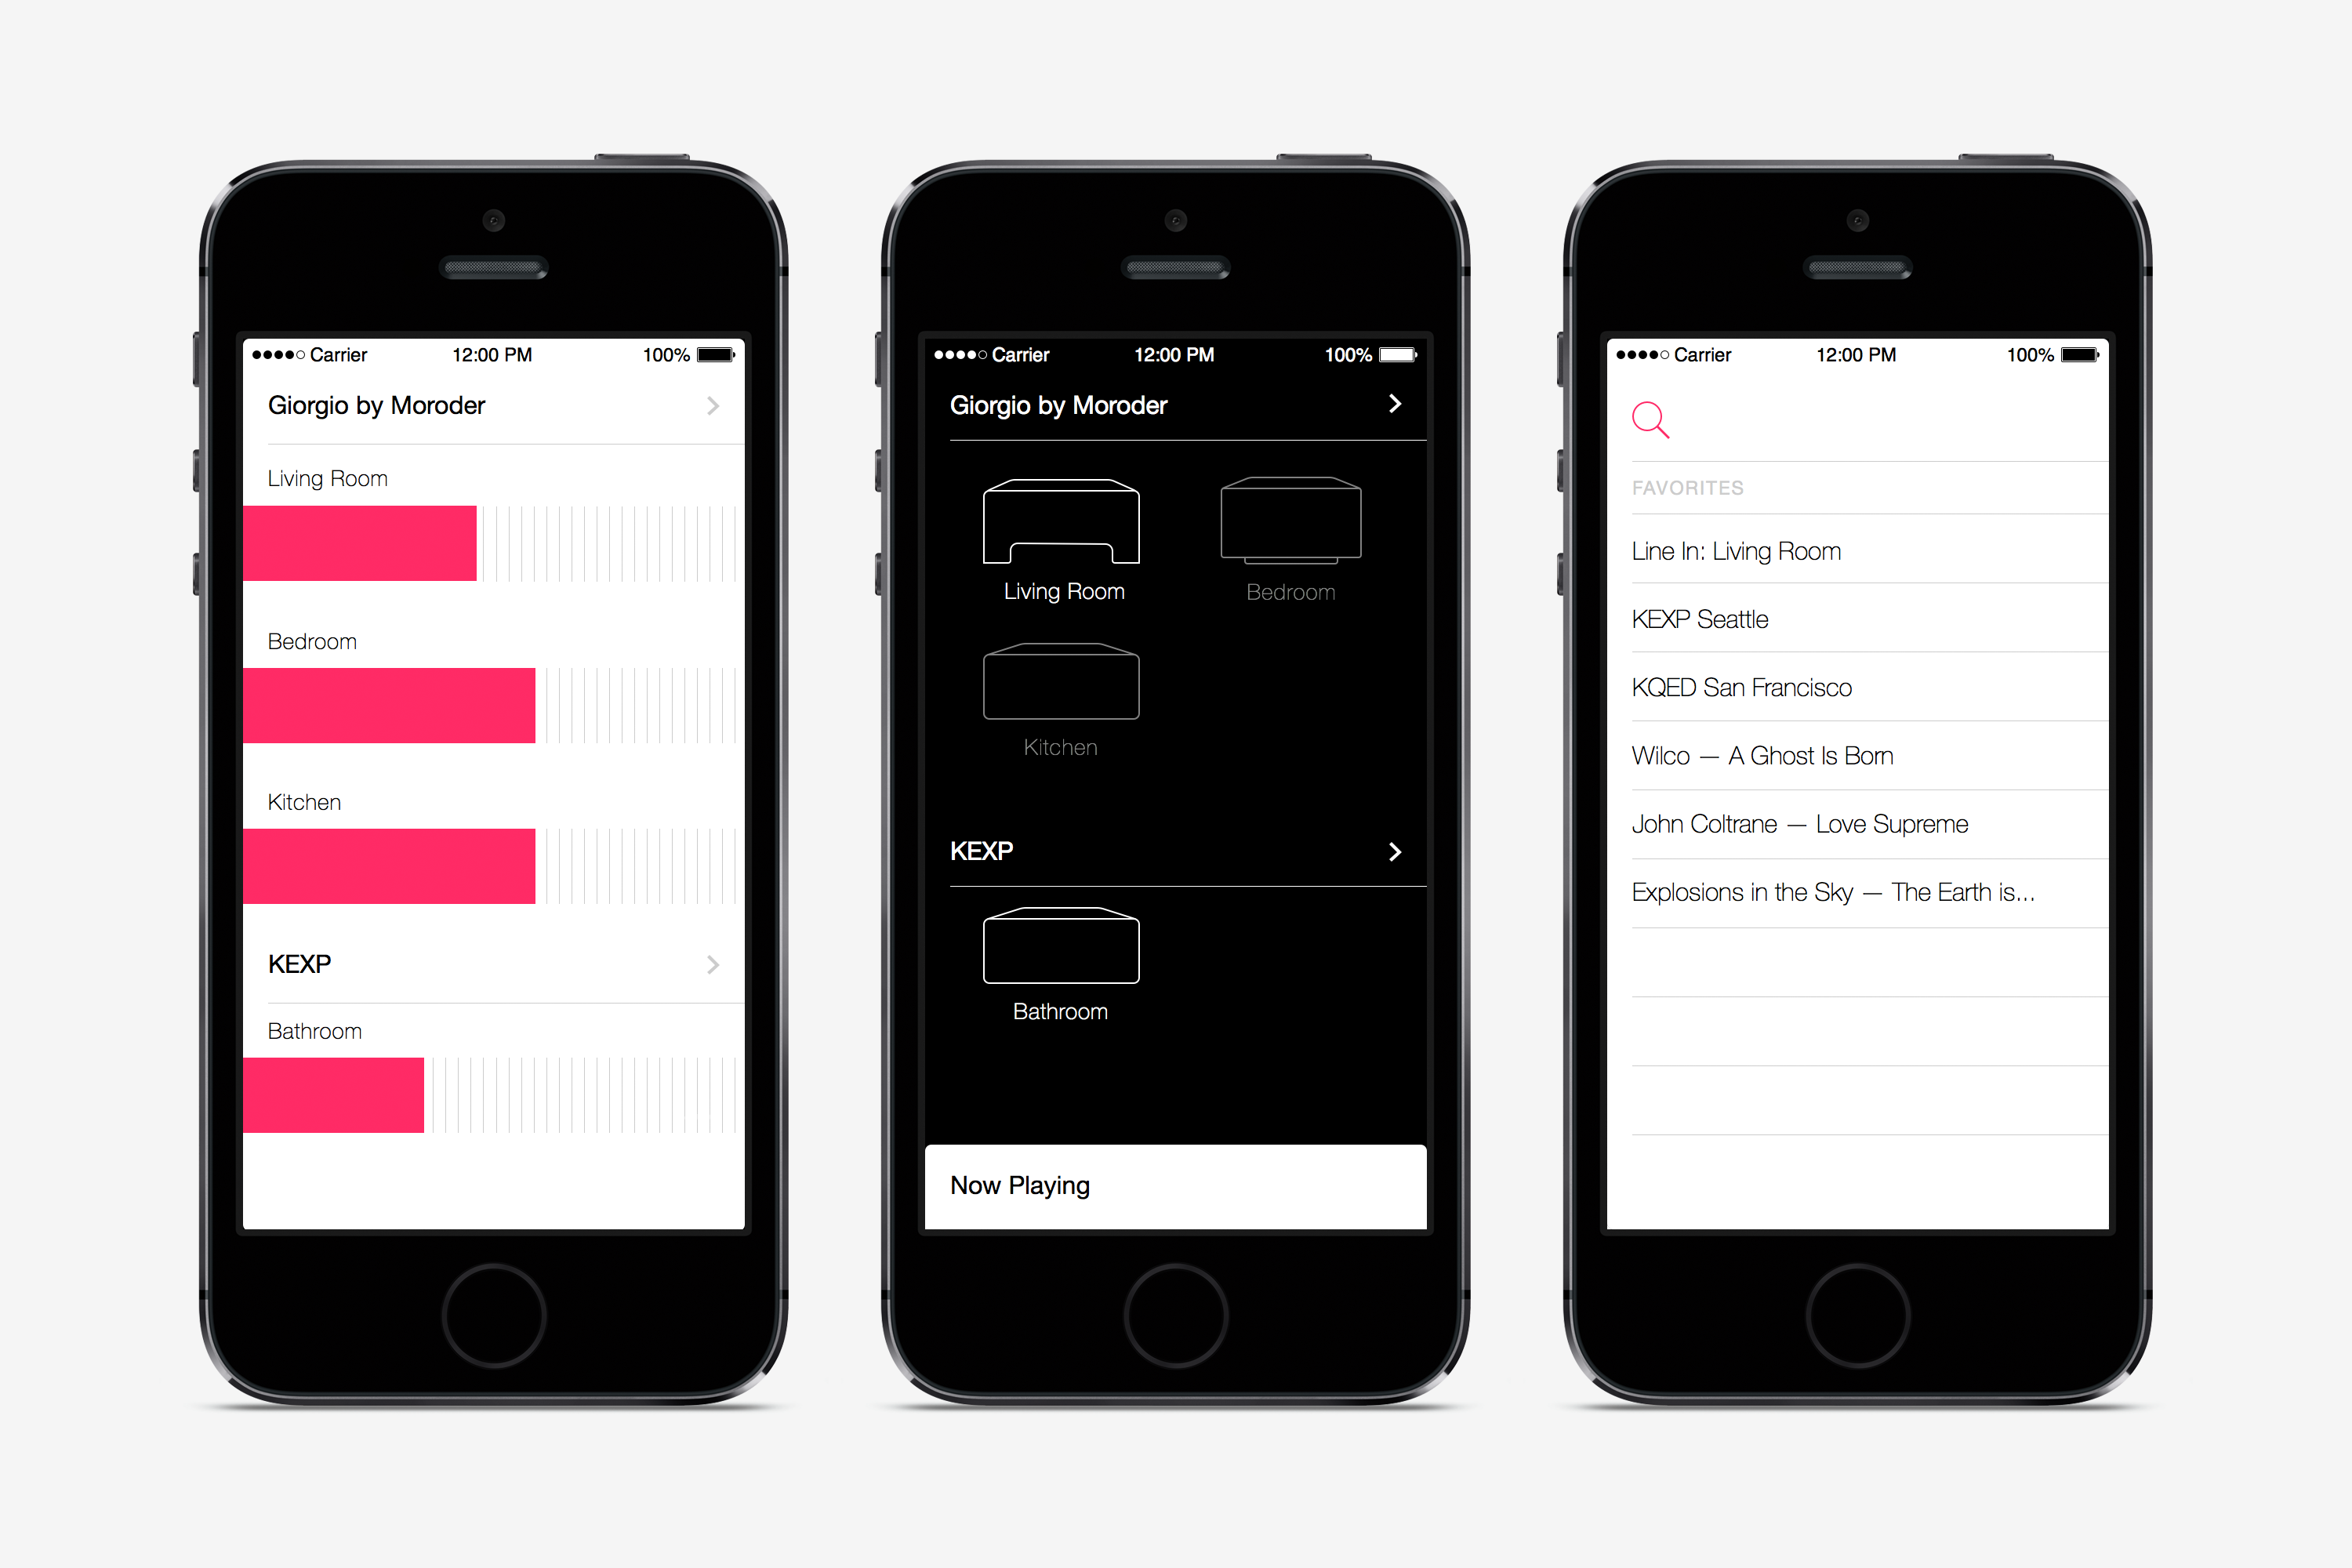 Carrier 12:00 PM 100%
Giorgio by Moroder
Living Room
Bedroom
Kitchen
KEXP
Bathroom
Carrier 12:00 PM 100%
Giorgio by Moroder
Living Room Bedroom
Kitchen
KEXP
Bathroom
Now Playing
Carrier 12:00 PM 100%
FAVORITES
Line In: Living Room
KEXP Seattle
KQED San Francisco
Wilco — A Ghost Is Born
John Coltrane — Love Supreme
Explosions in the Sky — The Earth is...